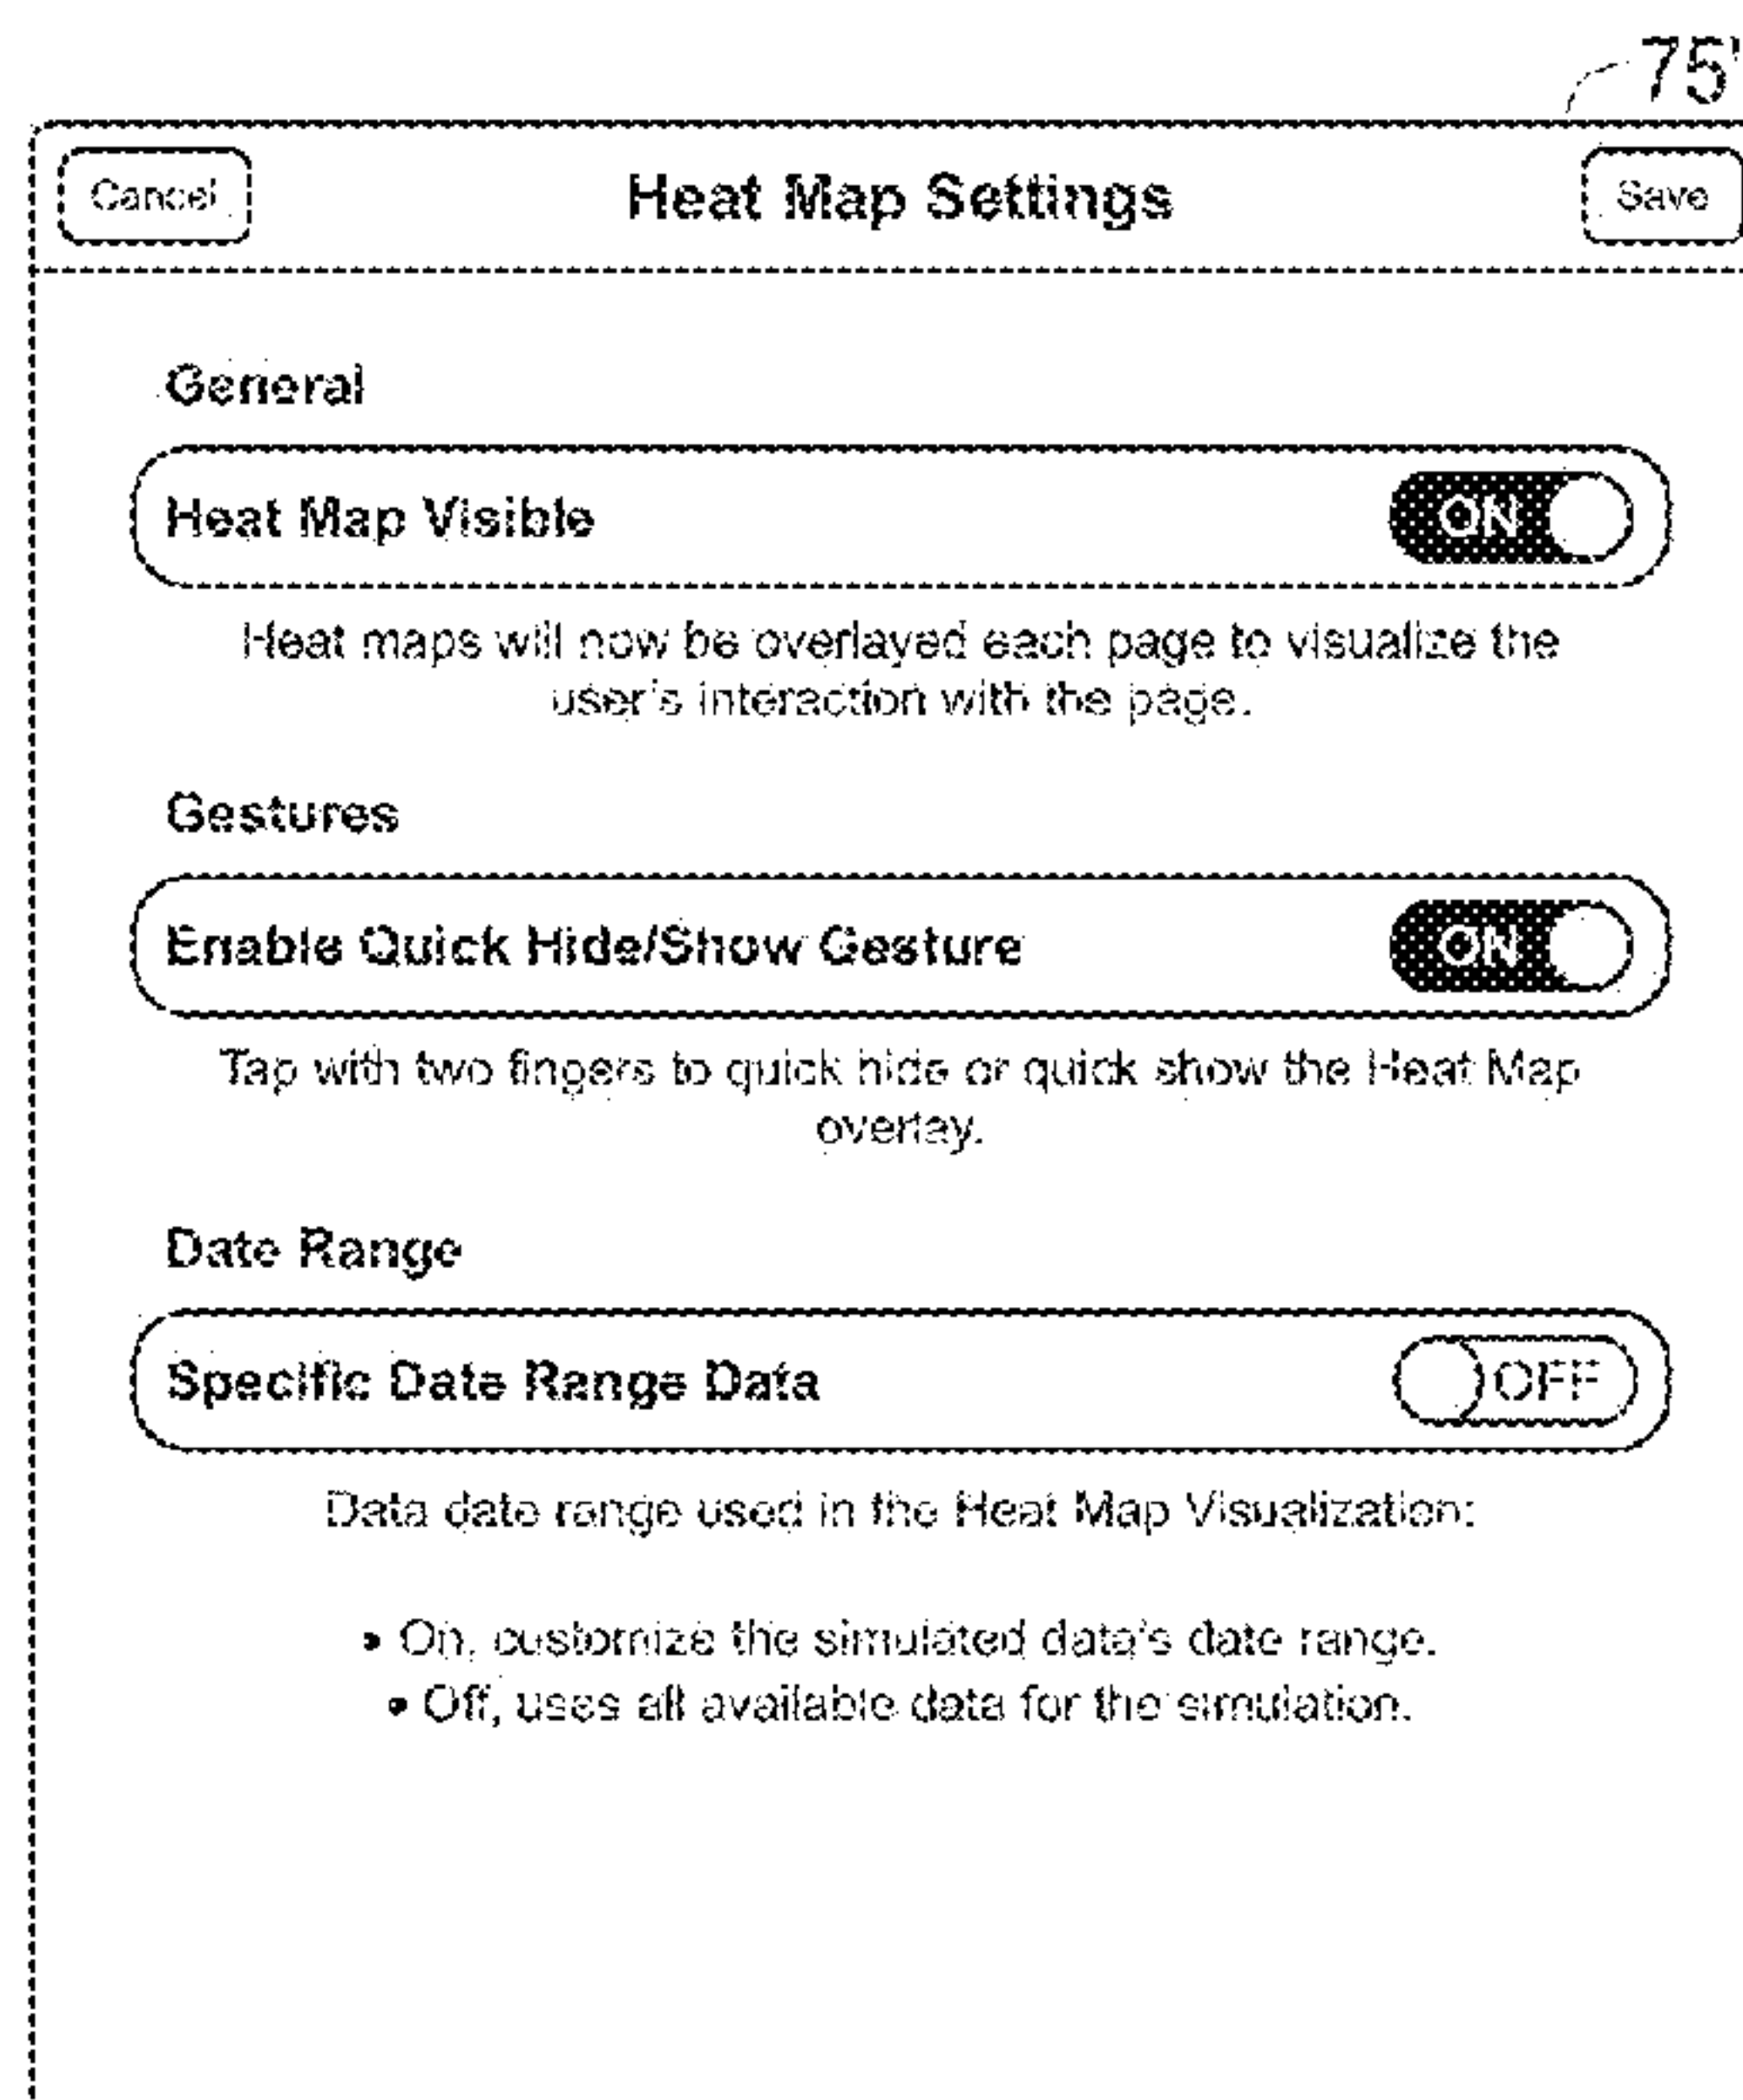 75'
Cancel
Heat Map Settings
Save
General
Heat Map Visible
ON
Heat maps will now be overlayed each page to visualize the
user's interaction with the page.
Gestures
Enable Quick Hide/Show Gesture
ON
Tap with two fingers to quick hide or quick show the Heat Map
overlay.
Date Range
Specific Date Range Data
OFF
Data date range used in the Heat Map Visualization:
• On, customize the simulated data's date range.
• Off, uses all available data for the simulation.